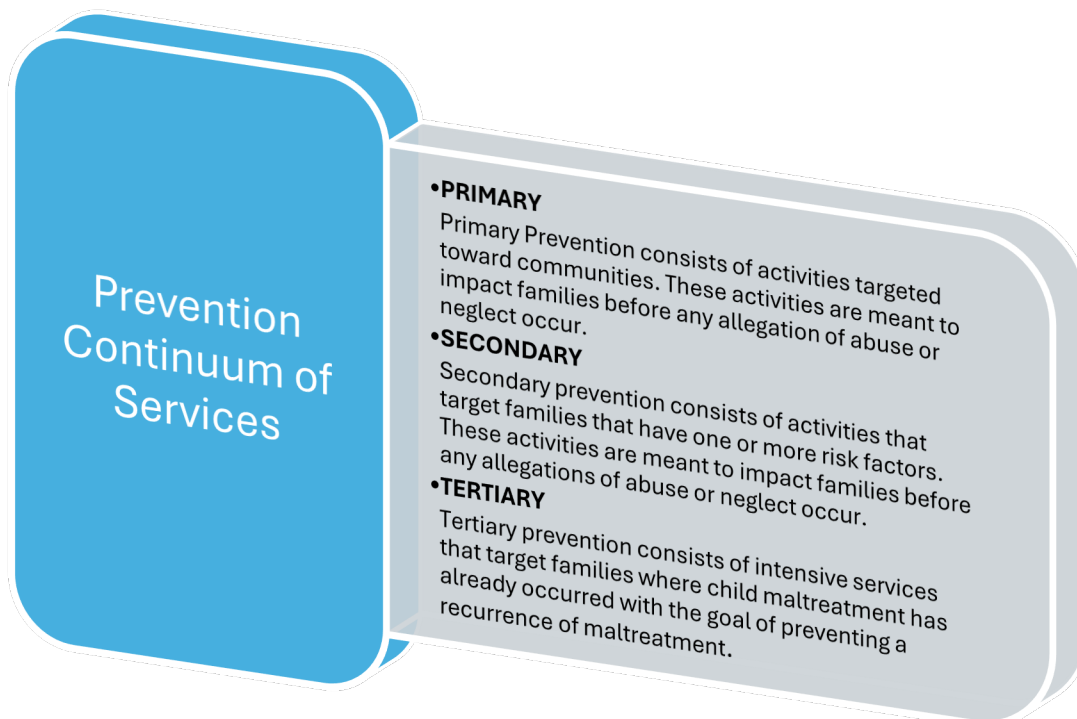 Prevention
Continuum of
Services
•PRIMARY
Primary Prevention consists of activities targeted
toward communities. These activities are meant to
impact families before any allegation of abuse or
neglect occur.
•SECONDARY
Secondary prevention consists of activities that
target families that have one or more risk factors.
These activities are meant to impact families before
any allegations of abuse or neglect occur.
•TERTIARY
Tertiary prevention consists of intensive services
that target families where child maltreatment has
already occurred with the goal of preventing a
recurrence of maltreatment.